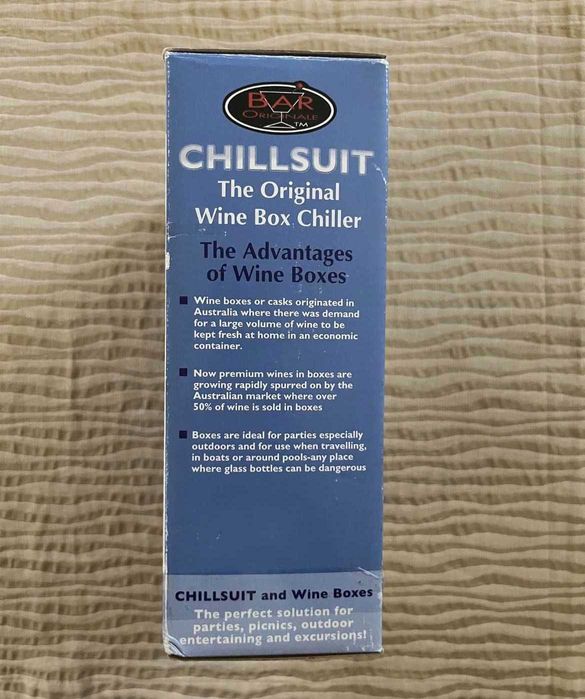 BAR
ORIGINALE
TM
CHILLSUIT
The Original
Wine Box Chiller
The Advantages
of Wine Boxes
Wine boxes or casks originated in
Australia where there was demand
for a large volume of wine to be
kept fresh at home in an economic
container.
Now premium wines in boxes are
growing rapidly spurred on by the
Australian market where over
50% of wine is sold in boxes
Boxes are ideal for parties especially
outdoors and for use when travelling,
in boats or around pools-any place
where glass bottles can be dangerous
CHILLSUIT and Wine Boxes
The perfect solution for
parties, picnics, outdoor
entertaining and excursions!